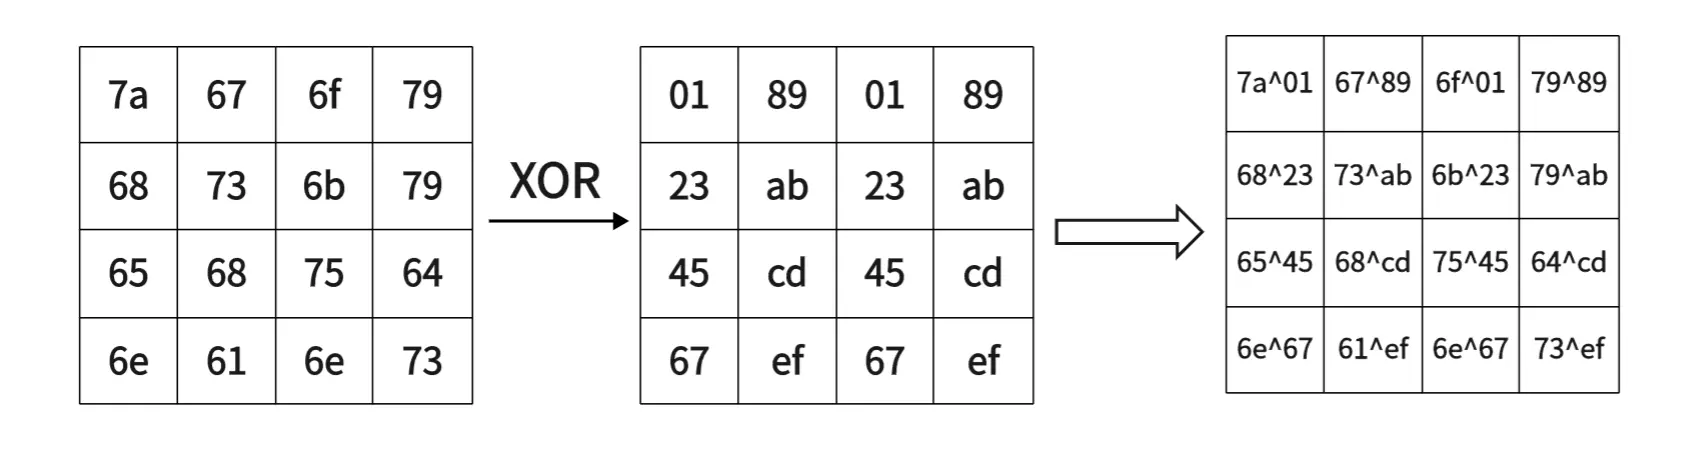 7a 67 6f 79
68 73 6b 79
65 68 75 64
6e 61 6e 73
XOR
01 89 01 89
23 ab 23 ab
45 cd 45 cd
67 ef 67 ef
7a^01 67^89 6f^01 79^89
68^23 73^ab 6b^23 79^ab
65^45 68^cd 75^45 64^cd
6e^67 61^ef 6e^67 73^ef